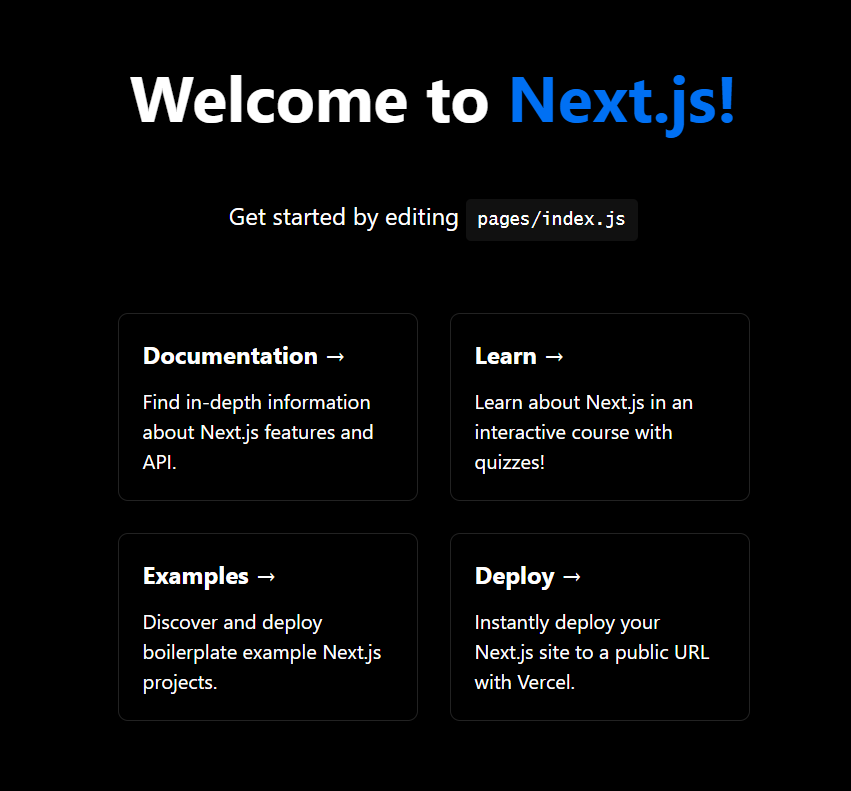 Welcome to Next.js!
Get started by editing pages/index.js
Documentation →
Find in-depth information
about Next.js features and
API.
Learn →
Learn about Next.js in an
interactive course with
quizzes!
Examples →
Discover and deploy
boilerplate example Next.js
projects.
Deploy →
Instantly deploy your
Next.js site to a public URL
with Vercel.